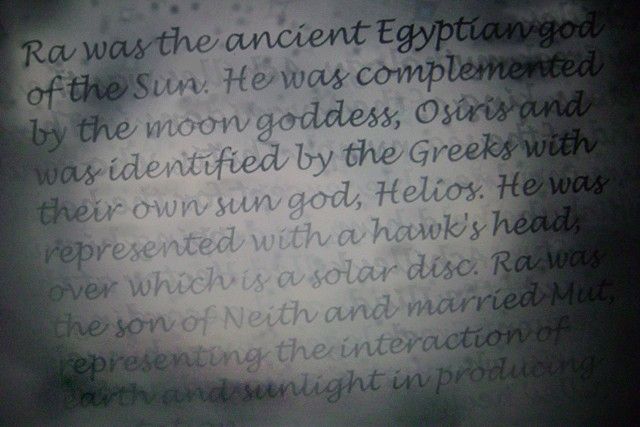 Ra was the ancient Egyptian god
of the Sun. He was complemented
by the moon goddess, Osiris and
was identified by the Greeks with
their own sun god, Helios. He was
represented with a hawk's head,
over which is a solar disc. Ra was
the son of Neith and married Mut,
representing the interaction of
earth and sunlight in producing